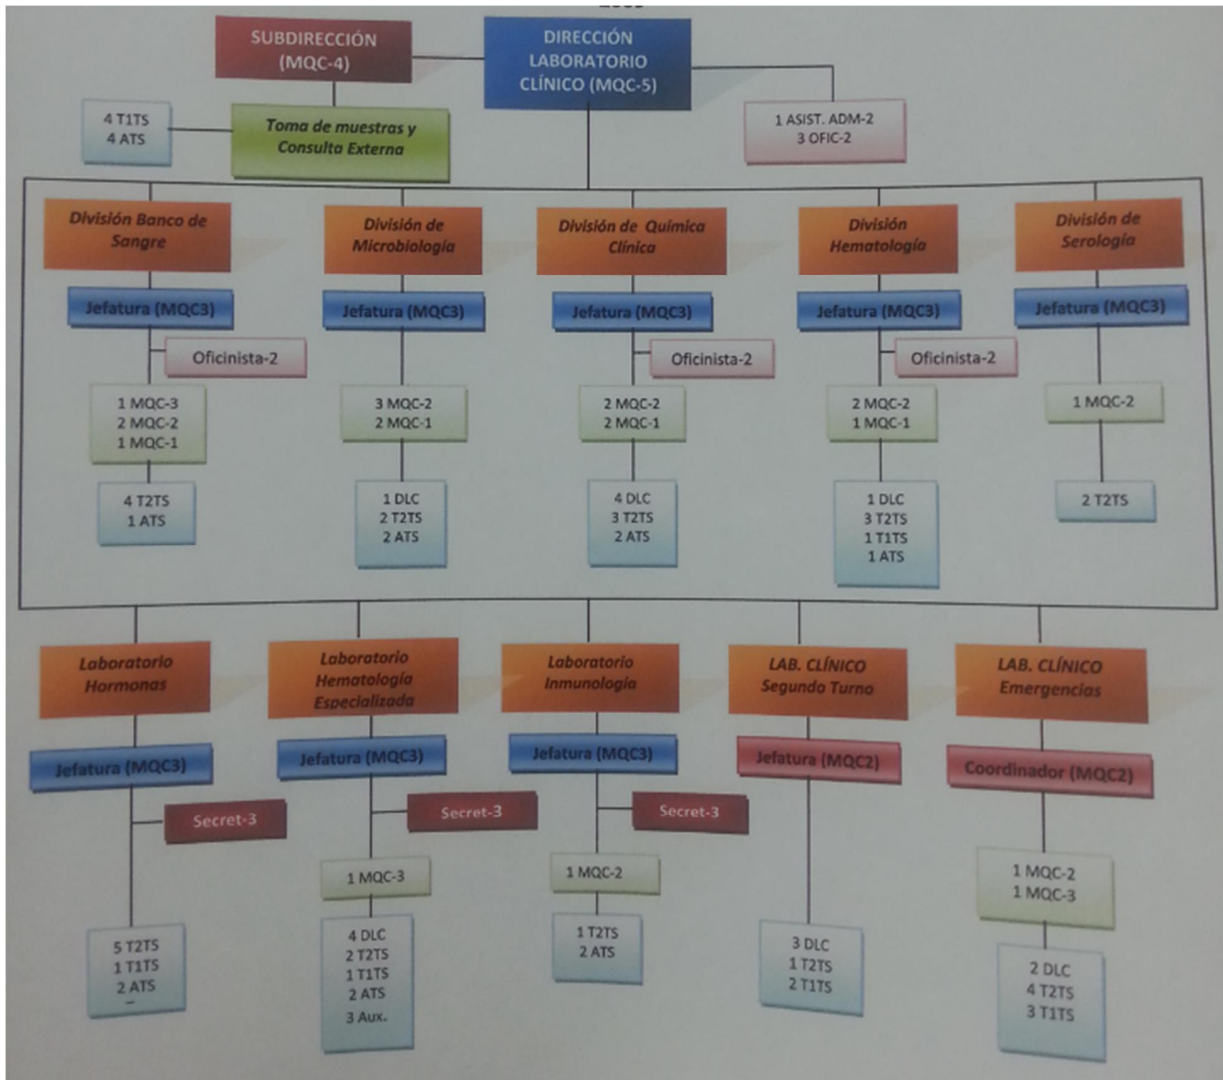 SUBDIRECCIÓN
(MQC-4)
DIRECCIÓN
LABORATORIO
CLÍNICO (MQC-5)
4 T1TS
4 ATS
Toma de muestras y
Consulta Externa
1 ASIST. ADM-2
3 OFIC-2
División Banco de
Sangre
Jefatura (MQC3)
Oficinista-2
1 MQC-3
2 MQC-2
1 MQC-1
4 T2TS
1 ATS
División de
Microbiología
Jefatura (MQC3)
3 MQC-2
2 MQC-1
1 DLC
2 T2TS
2 ATS
División de Química
Clínica
Jefatura (MQC3)
Oficinista-2
2 MQC-2
2 MQC-1
4 DLC
3 T2TS
2 ATS
División
Hematología
Jefatura (MQC3)
Oficinista-2
2 MQC-2
1 MQC-1
1 DLC
3 T2TS
1 T1TS
1 ATS
División de
Serología
Jefatura (MQC3)
1 MQC-2
2 T2TS
Laboratorio
Hormonas
Jefatura (MQC3)
Secret-3
5 T2TS
1 T1TS
2 ATS
–
Laboratorio
Hematología
Especializada
Jefatura (MQC3)
Secret-3
1 MQC-3
4 DLC
2 T2TS
1 T1TS
2 ATS
3 Aux.
Laboratorio
Inmunología
Jefatura (MQC3)
Secret-3
1 MQC-2
1 T2TS
2 ATS
LAB. CLÍNICO
Segundo Turno
Jefatura (MQC2)
3 DLC
1 T2TS
2 T1TS
LAB. CLÍNICO
Emergencias
Coordinador (MQC2)
1 MQC-2
1 MQC-3
2 DLC
4 T2TS
3 T1TS